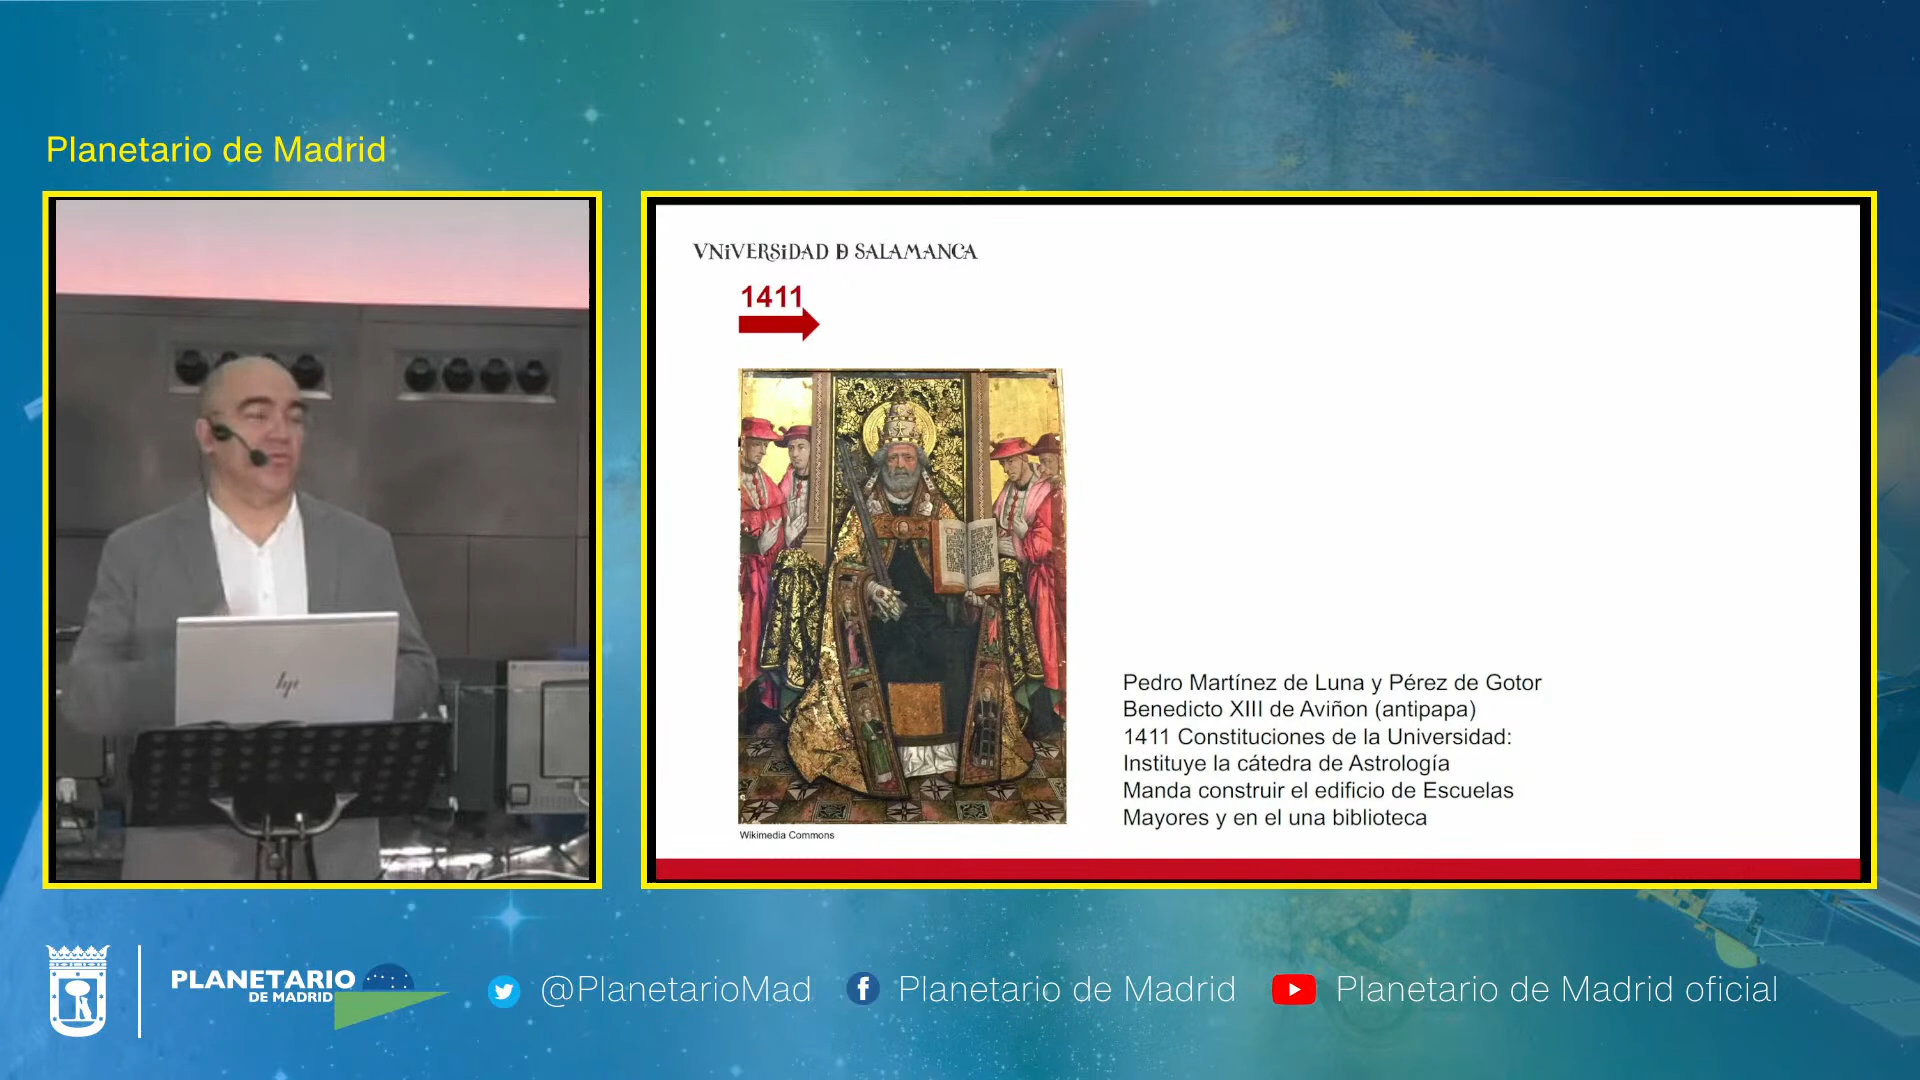 Planetario de Madrid
VNiVERSiDAD Ð SALAMANCA
1411
Wikimedia Commons
Pedro Martínez de Luna y Pérez de Gotor
Benedicto XIII de Aviñon (antipapa)
1411 Constituciones de la Universidad:
Instituye la cátedra de Astrología
Manda construir el edificio de Escuelas
Mayores y en el una biblioteca
hp
PLANETARIO
DE MADRID
@PlanetarioMad
Planetario de Madrid
Planetario de Madrid oficial